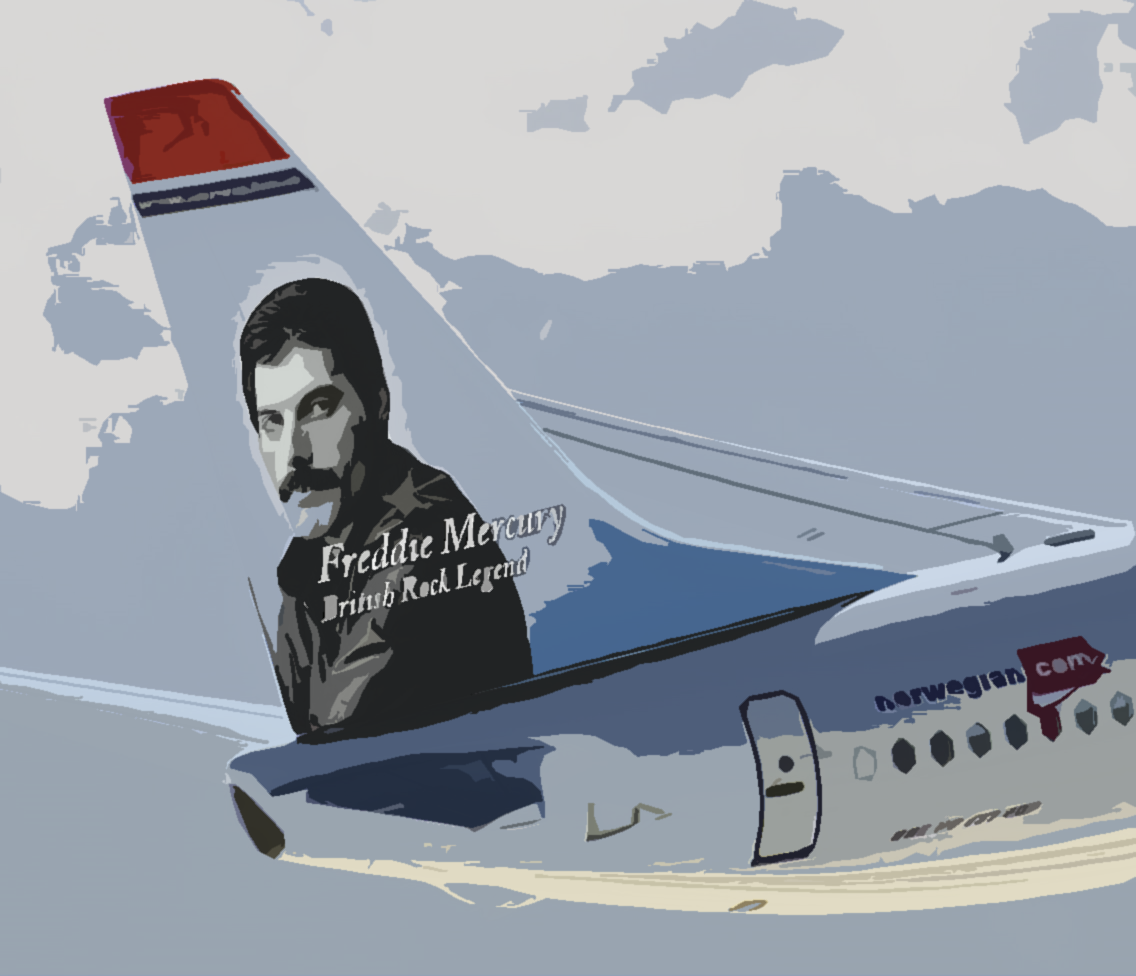 Freddie Mercury
British Rock Legend
norwegian.com